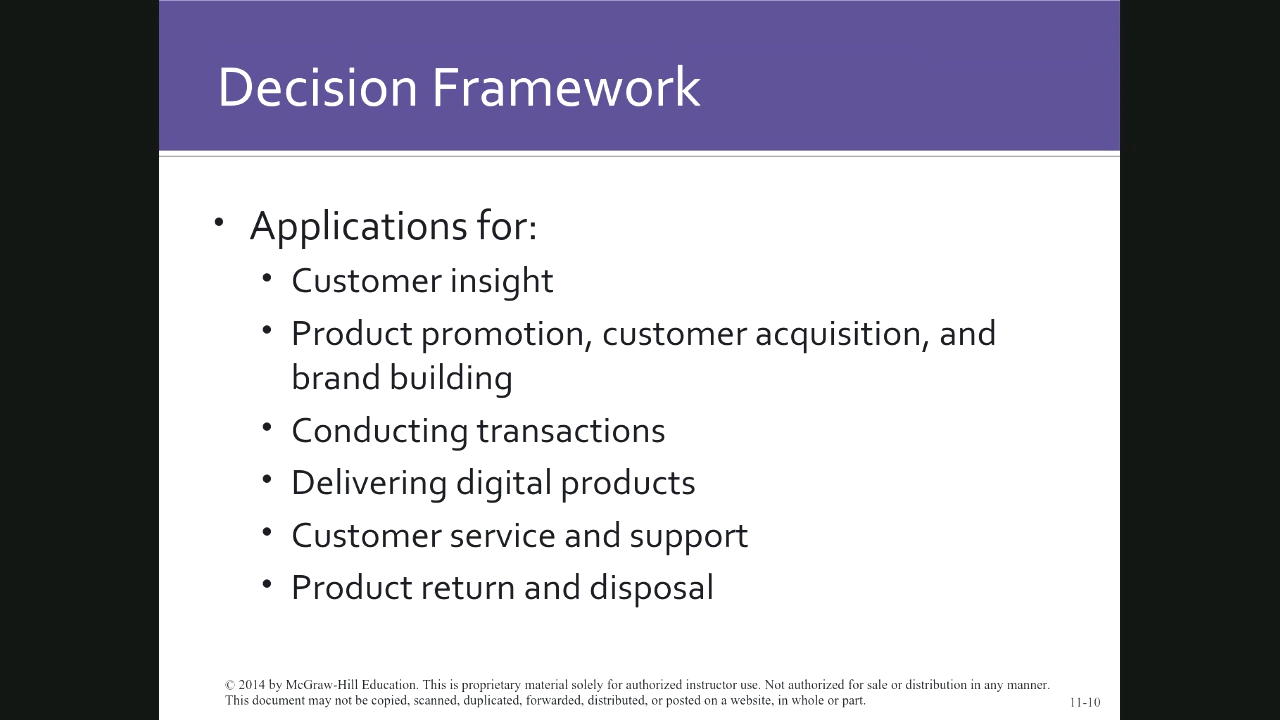 Decision Framework
• Applications for:
• Customer insight
• Product promotion, customer acquisition, and
brand building
• Conducting transactions
• Delivering digital products
• Customer service and support
• Product return and disposal
© 2014 by McGraw-Hill Education. This is proprietary material solely for authorized instructor use. Not authorized for sale or distribution in any manner.
This document may not be copied, scanned, duplicated, forwarded, distributed, or posted on a website, in whole or part.
11-10